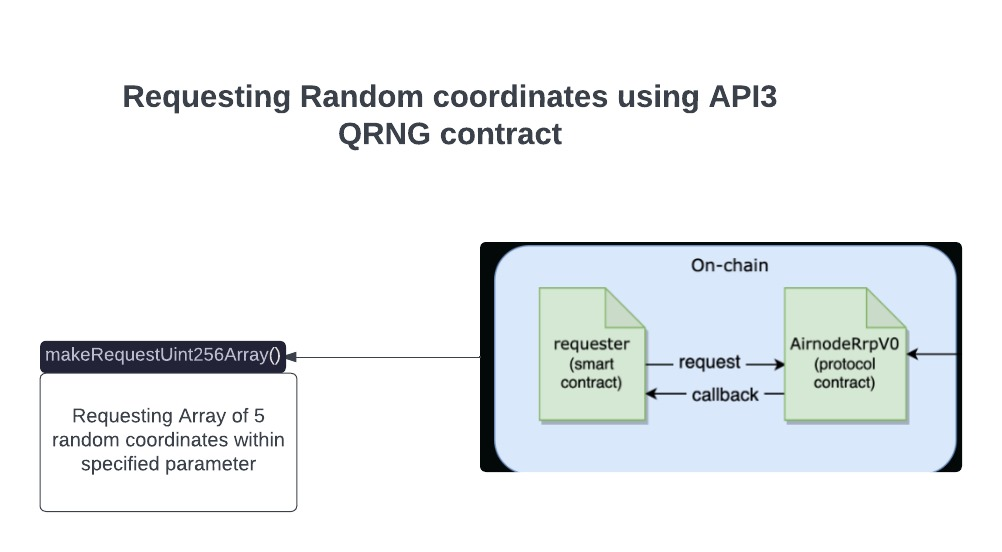 Requesting Random coordinates using API3
QRNG contract
On-chain
requester
(smart
contract)
request
callback
AirnodeRrpV0
(protocol
contract)
makeRequestUint256Array()
Requesting Array of 5
random coordinates within
specified parameter